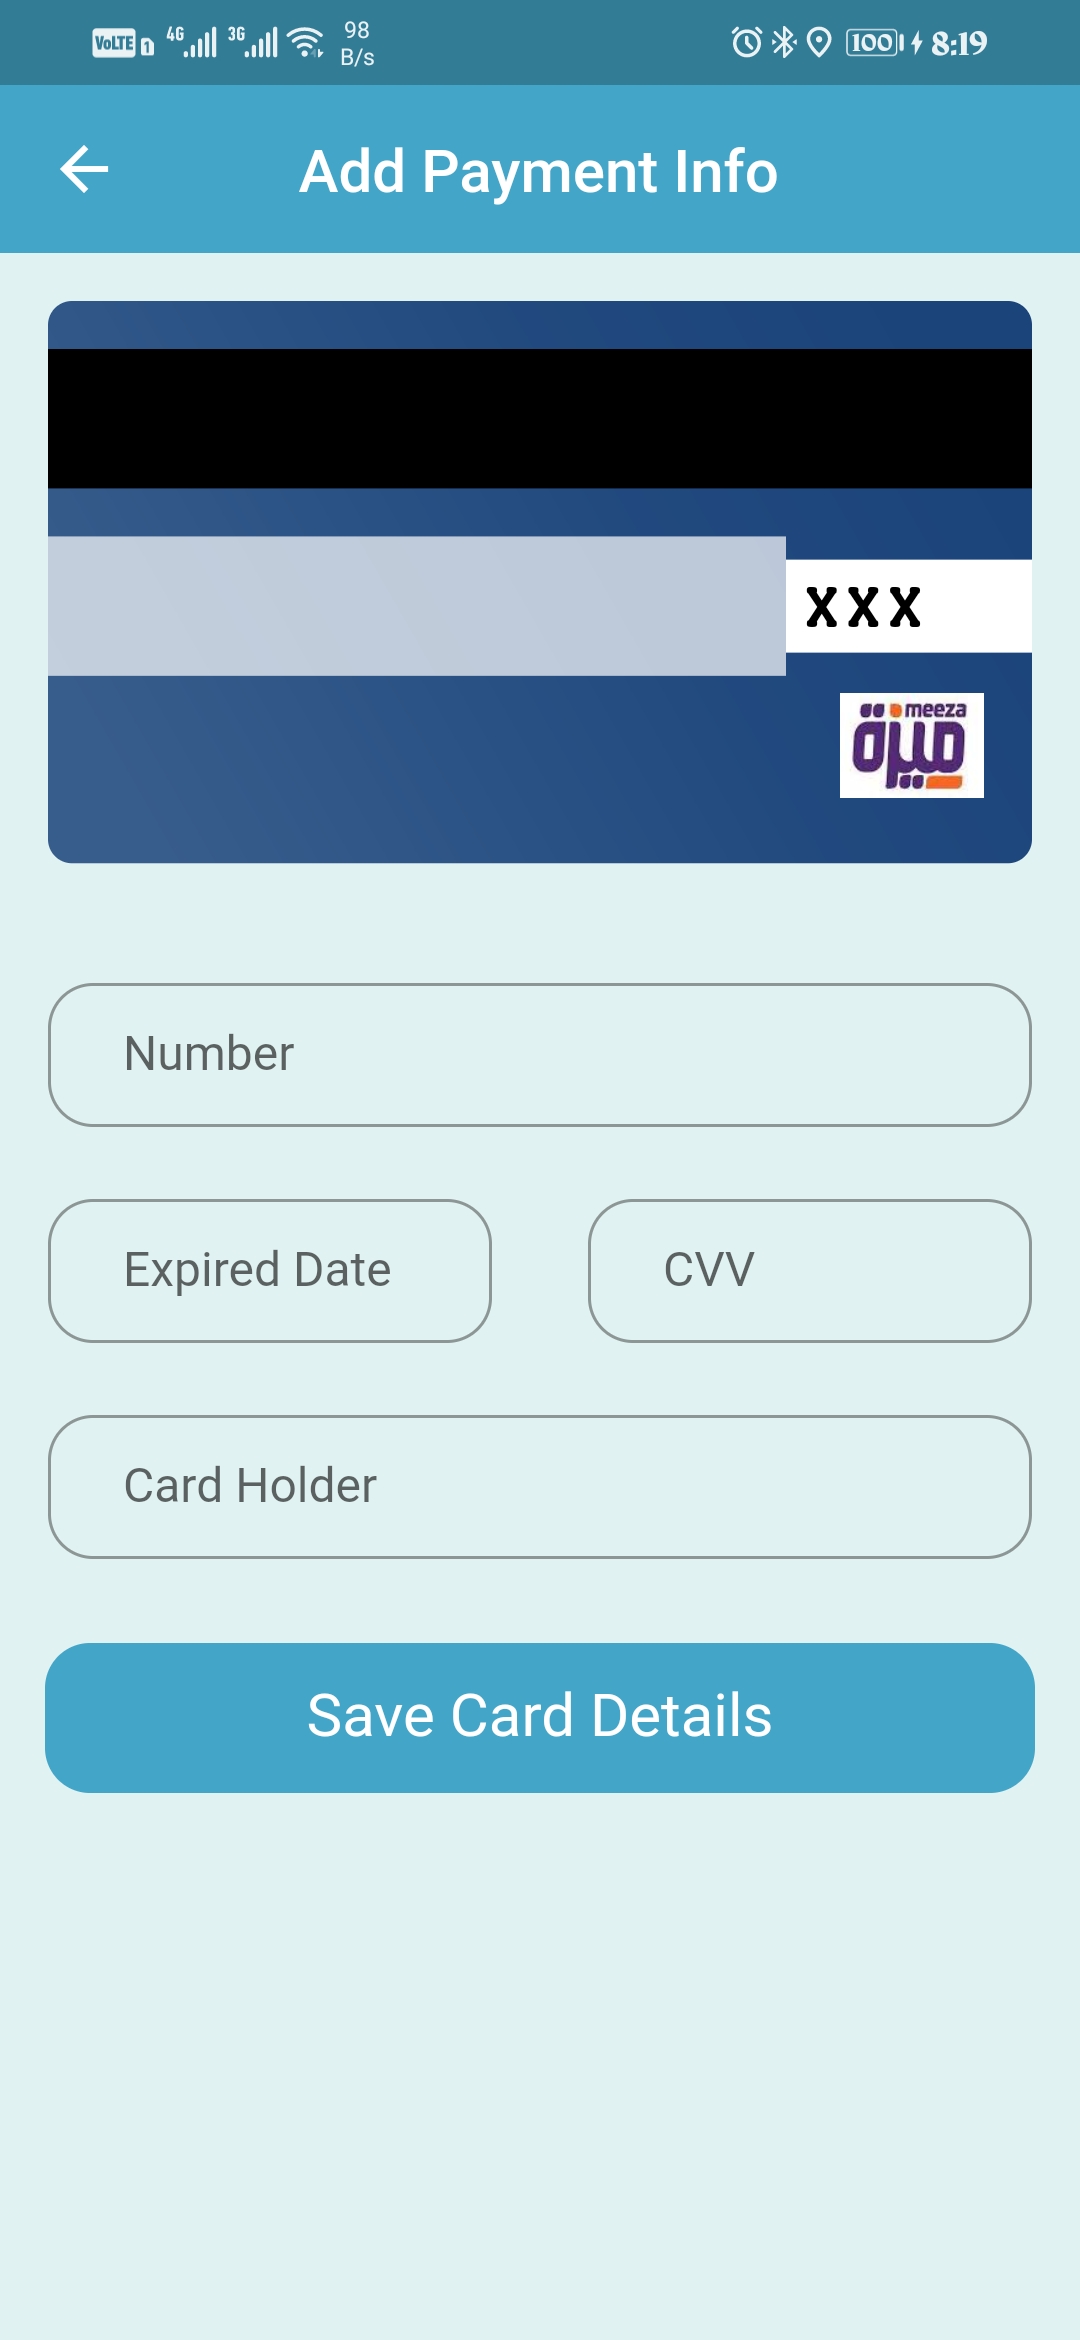 VoLTE 1 4G 3G 98 B/s 100 8:19
Add Payment Info
XXX
meeza
ميزة
Number
Expired Date CVV
Card Holder
Save Card Details